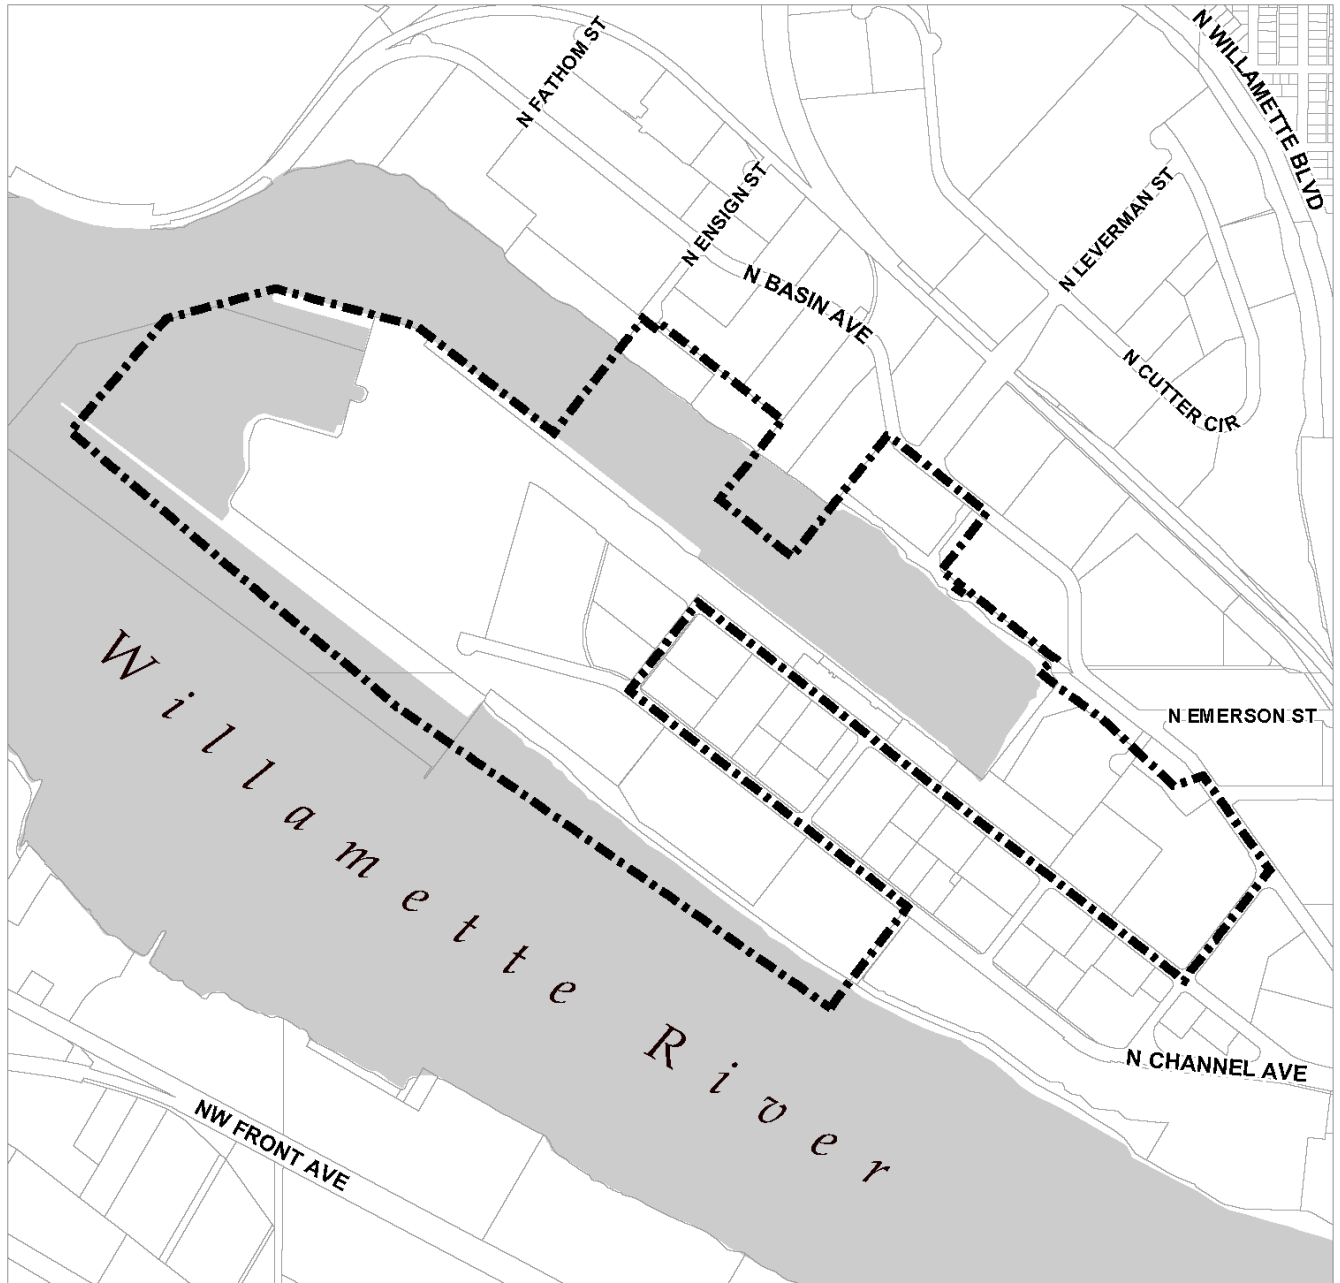 N WILLAMETTE BLVD
N FATHOM ST
N ENSIGN ST
N LEVERMAN ST
N BASIN AVE
N CUTTER CIR
N EMERSON ST
Willamette River
N CHANNEL AVE
NW FRONT AVE